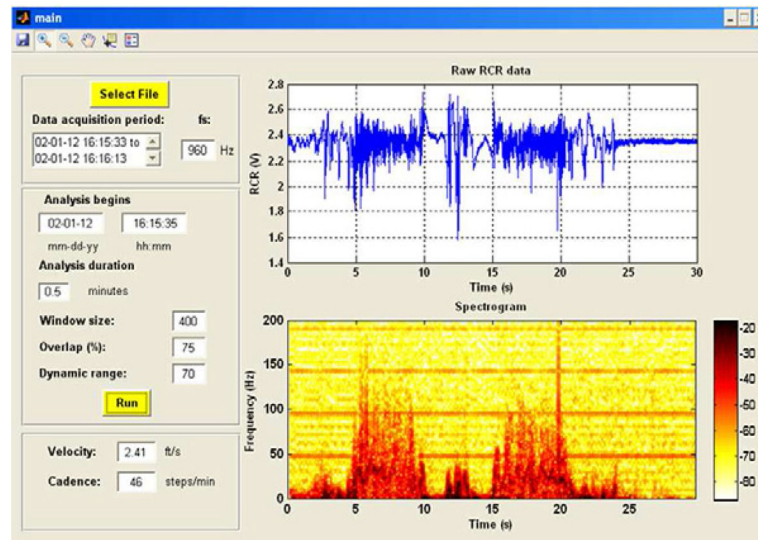 main
Select File
Data acquisition period: fs:
02-01-12 16:15:33 to
02-01-12 16:16:13
960 Hz
Analysis begins
02-01-12 16:15:35
mm-dd-yy hh:mm
Analysis duration
0.5 minutes
Window size: 400
Overlap (%): 75
Dynamic range: 70
Run
Velocity: 2.41 ft/s
Cadence: 46 steps/min
Raw RCR data
2.8
2.6
2.4
2.2
2
1.8
1.6
1.4
RCR (V)
0 5 10 15 20 25 30
Time (s)
Spectrogram
200
150
100
50
0
Frequency (Hz)
0 5 10 15 20 25
Time (s)
-20
-30
-40
-50
-60
-70
-80